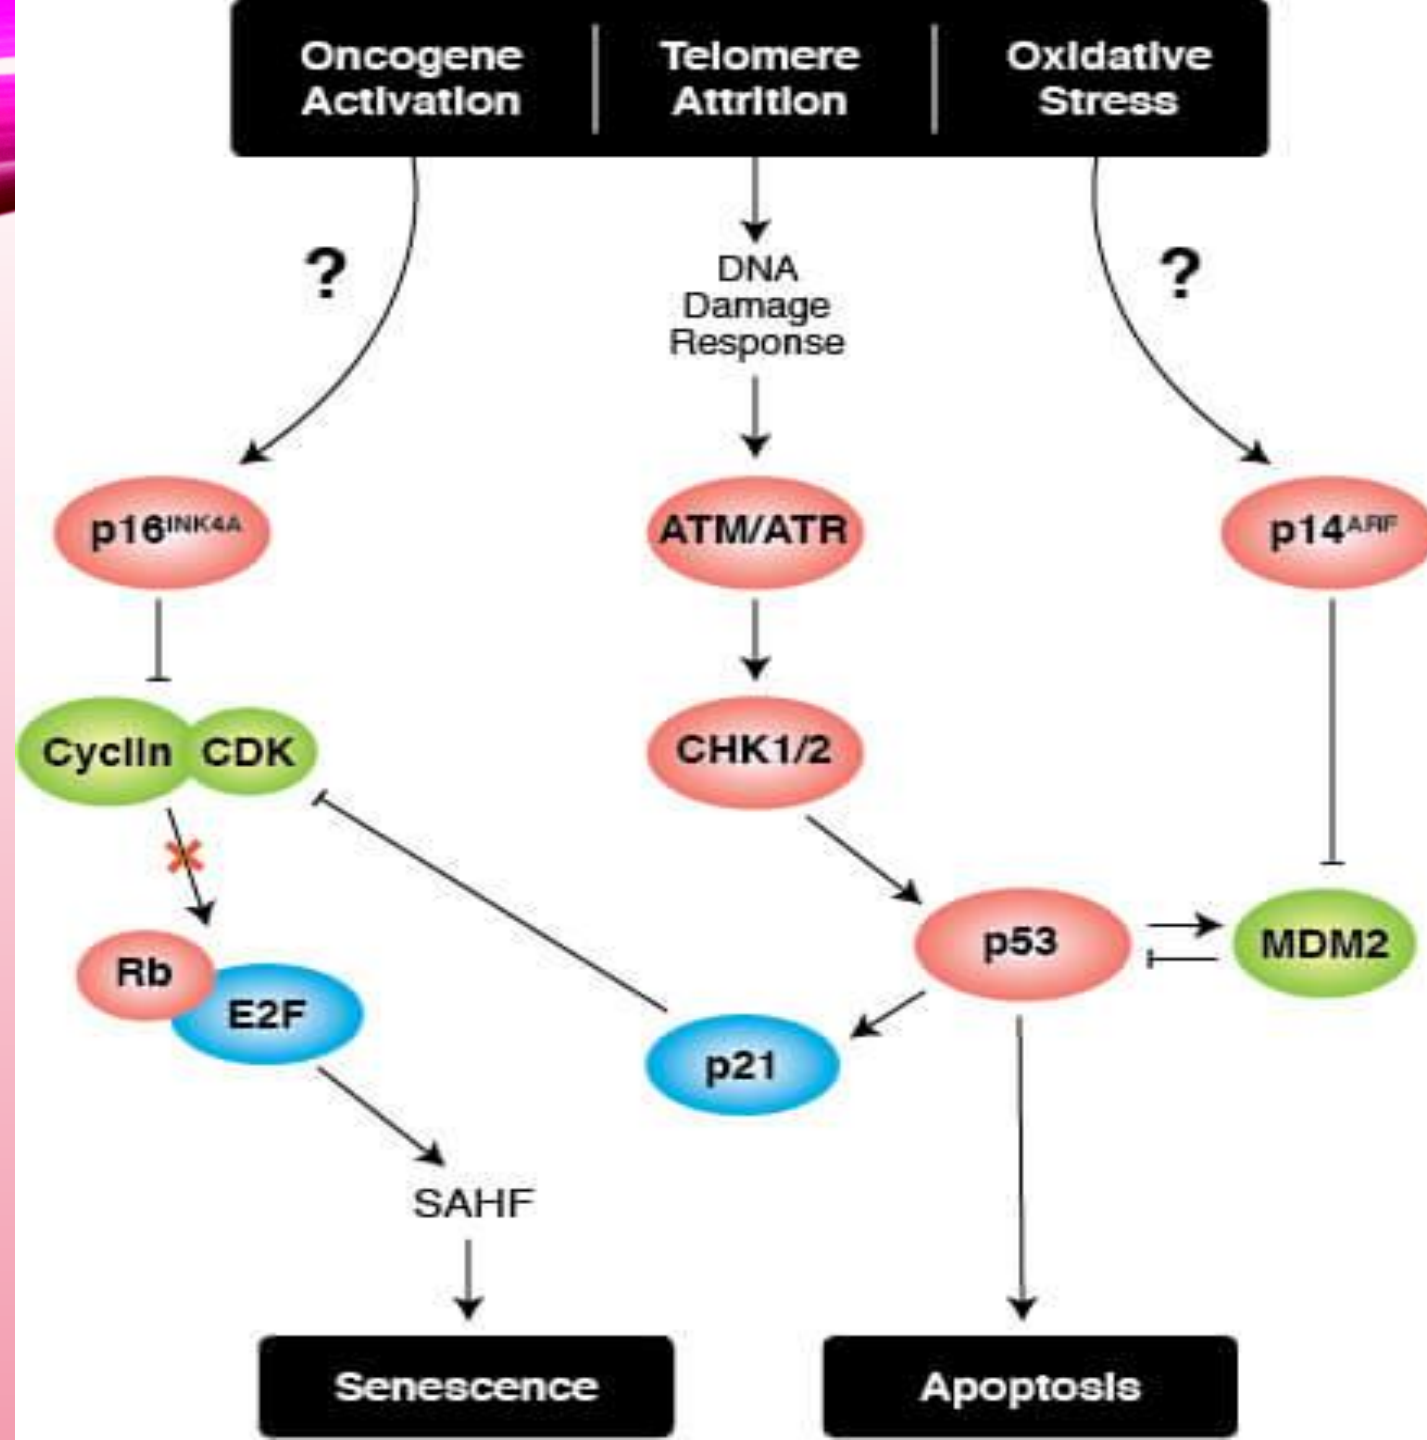 Oncogene
Activation
Telomere
Attrition
Oxidative
Stress
?
?
DNA
Damage
Response
p16INK4A
ATM/ATR
p14ARF
Cyclin
CDK
CHK1/2
Rb
E2F
p53
MDM2
p21
SAHF
Senescence
Apoptosis